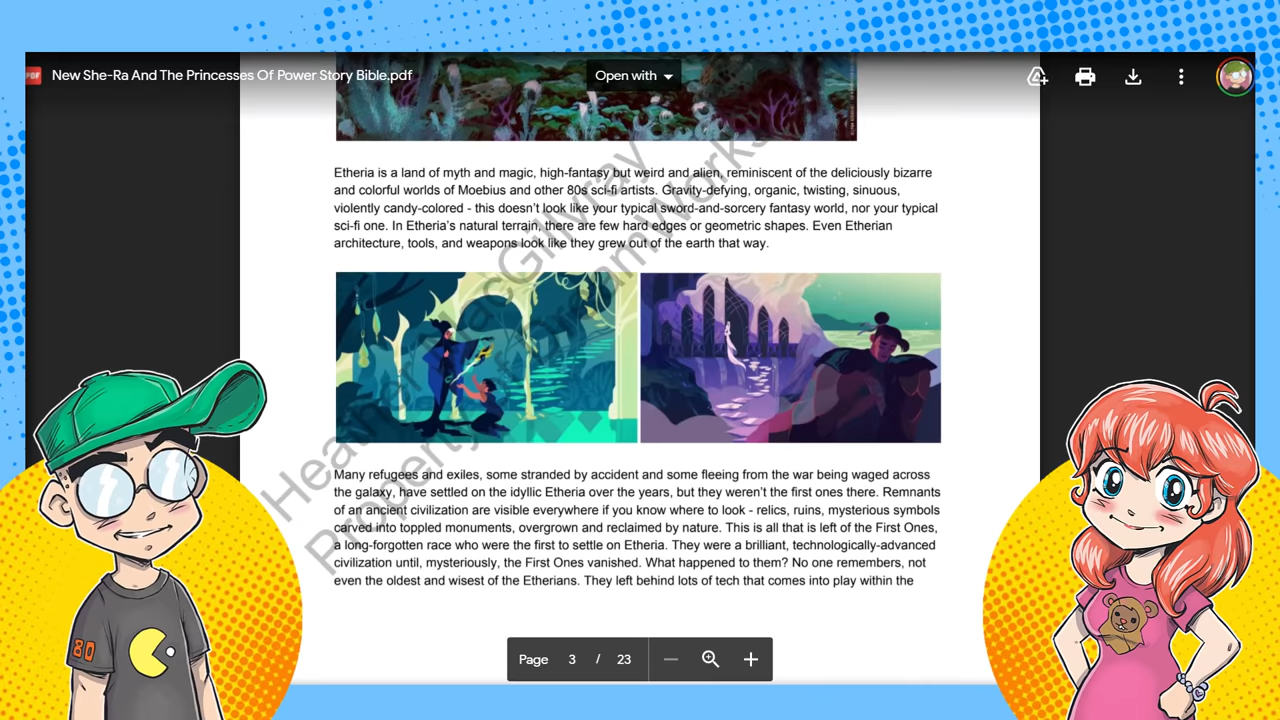 New She-Ra And The Princesses Of Power Story Bible.pdf
Open with
Etheria is a land of myth and magic, high-fantasy but weird and alien, reminiscent of the deliciously bizarre
and colorful worlds of Moebius and other 80s sci-fi artists. Gravity-defying, organic, twisting, sinuous,
violently candy-colored - this doesn't look like your typical sword-and-sorcery fantasy world, nor your typical
sci-fi one. In Etheria's natural terrain, there are few hard edges or geometric shapes. Even Etherian
architecture, tools, and weapons look like they grew out of the earth that way.
Many refugees and exiles, some stranded by accident and some fleeing from the war being waged across
the galaxy, have settled on the idyllic Etheria over the years, but they weren't the first ones there. Remnants
of an ancient civilization are visible everywhere if you know where to look - relics, ruins, mysterious symbols
carved into toppled monuments, overgrown and reclaimed by nature. This is all that is left of the First Ones,
a long-forgotten race who were the first to settle on Etheria. They were a brilliant, technologically-advanced
civilization until, mysteriously, the First Ones vanished. What happened to them? No one remembers, not
even the oldest and wisest of the Etherians. They left behind lots of tech that comes into play within the
80
Page 3 / 23